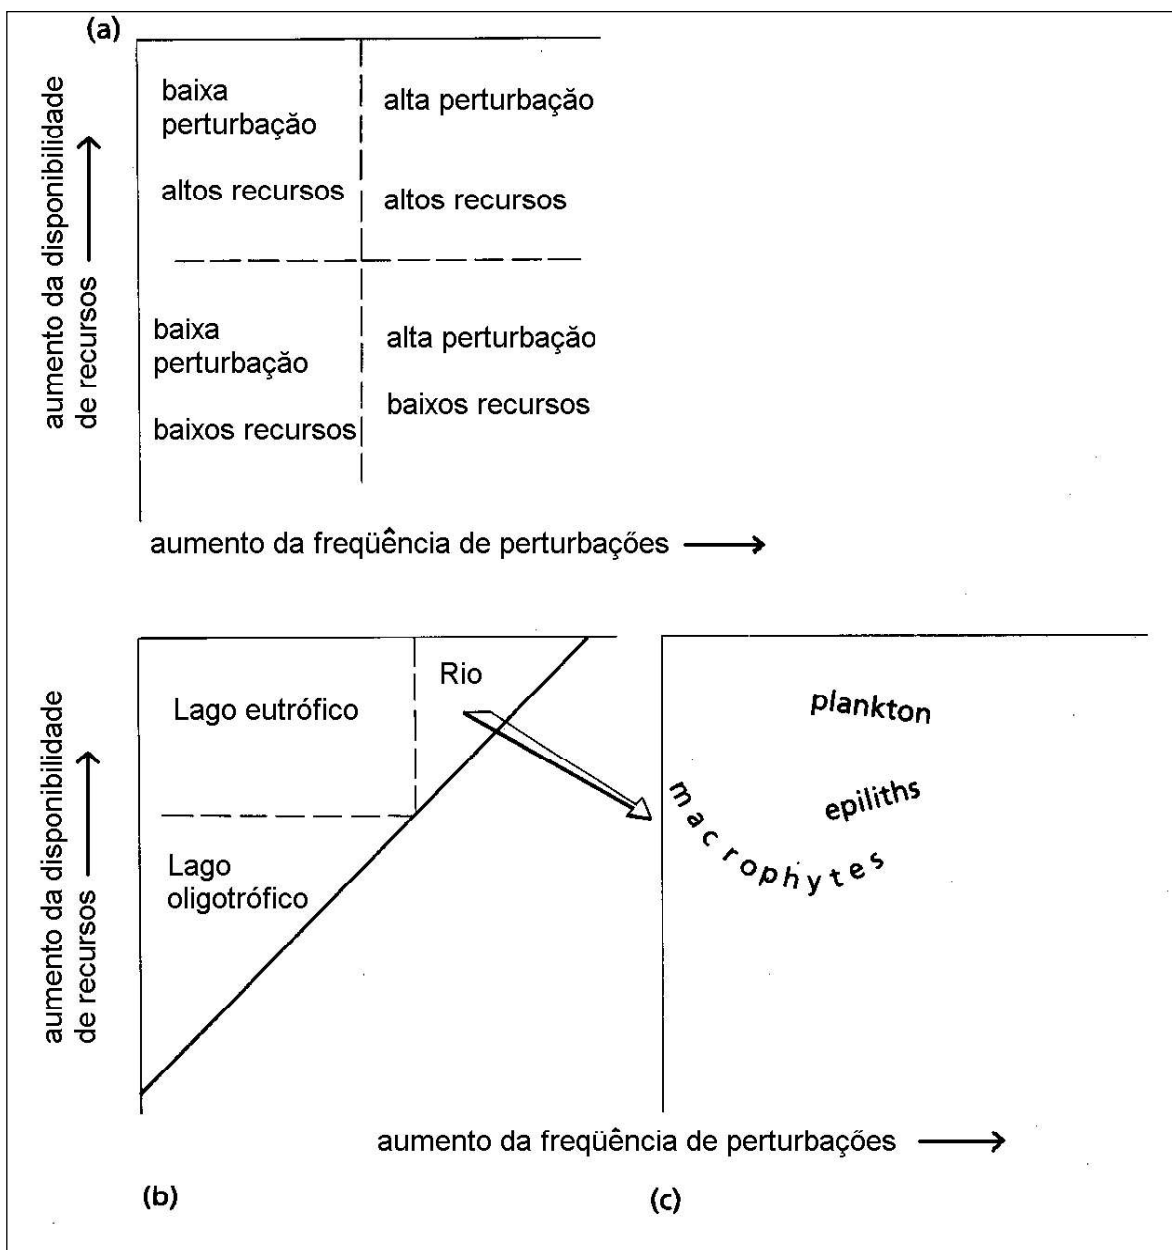 (a)
baixa
perturbação
altos recursos
alta perturbação
altos recursos
baixa
perturbação
baixos recursos
alta perturbação
baixos recursos
aumento da disponibilidade
de recursos
aumento da freqüência de perturbações
Lago eutrófico
Rio
Lago
oligotrófico
aumento da disponibilidade
de recursos
plankton
epiliths
macrophytes
aumento da freqüência de perturbações
(b)
(c)